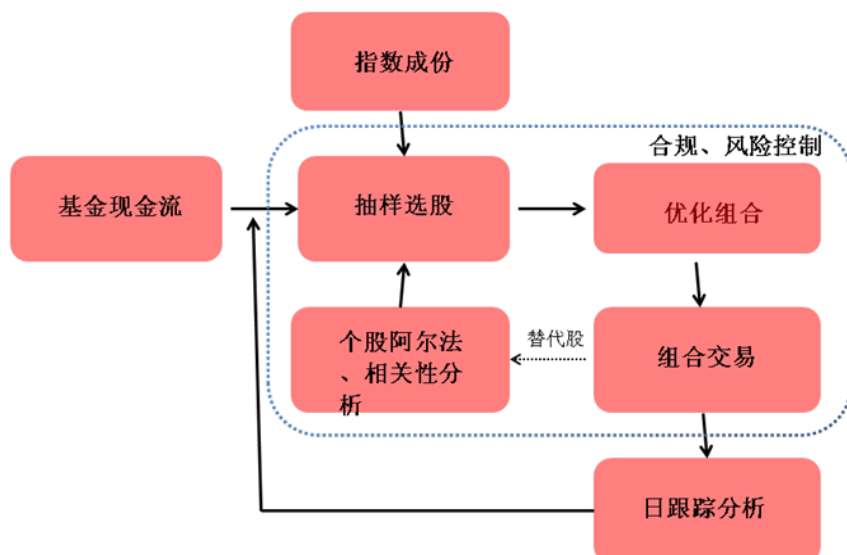 指数成份
合规、风险控制
基金现金流
抽样选股
优化组合
个股阿尔法
、相关性分
析
替代股
组合交易
日跟踪分析